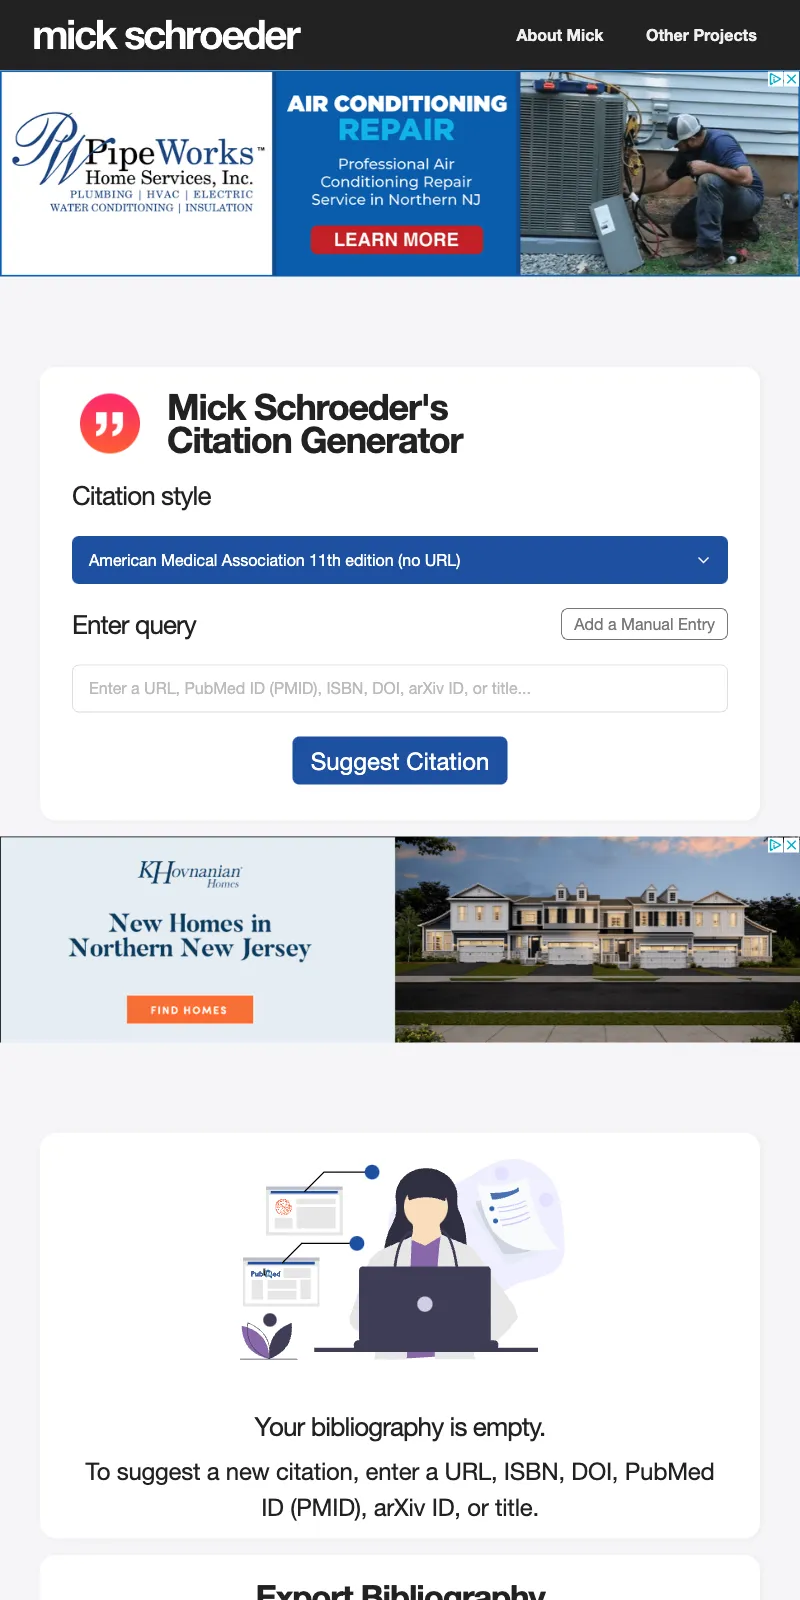 mick schroeder
About Mick
Other Projects
PW PipeWorks™
Home Services, Inc.
PLUMBING | HVAC | ELECTRIC
WATER CONDITIONING | INSULATION
AIR CONDITIONING
REPAIR
Professional Air
Conditioning Repair
Service in Northern NJ
LEARN MORE
Mick Schroeder's
Citation Generator
Citation style
American Medical Association 11th edition (no URL)
Enter query
Add a Manual Entry
Enter a URL, PubMed ID (PMID), ISBN, DOI, arXiv ID, or title...
Suggest Citation
KHovnanian®
Homes
New Homes in
Northern New Jersey
FIND HOMES
PubMed
Your bibliography is empty.
To suggest a new citation, enter a URL, ISBN, DOI, PubMed
ID (PMID), arXiv ID, or title.
Export Bibliography